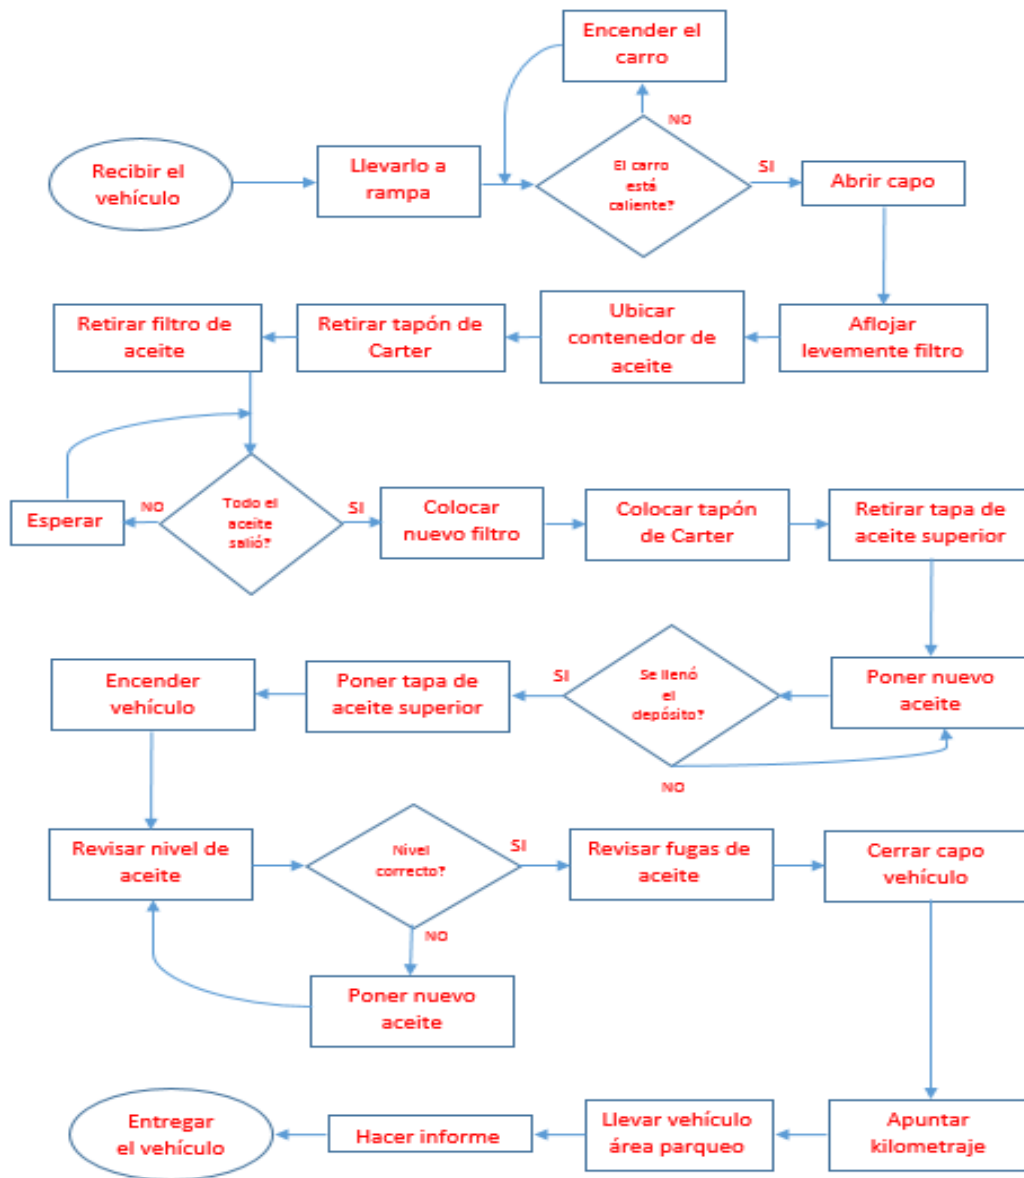 Encender el
carro
NO
Recibir el
vehículo
Llevarlo a
rampa
El carro
está
caliente?
SI
Abrir capo
Retirar filtro de
aceite
Retirar tapón de
Carter
Ubicar
contenedor de
aceite
Aflojar
levemente filtro
Esperar
NO
Todo el
aceite
salió?
SI
Colocar
nuevo filtro
Colocar tapón
de Carter
Retirar tapa de
aceite superior
Encender
vehículo
Poner tapa de
aceite superior
SI
Se llenó
el
depósito?
NO
Poner nuevo
aceite
Revisar nivel de
aceite
Nivel
correcto?
SI
NO
Revisar fugas de
aceite
Cerrar capo
vehículo
Poner nuevo
aceite
Entregar
el vehículo
Hacer informe
Llevar vehículo
área parqueo
Apuntar
kilometraje